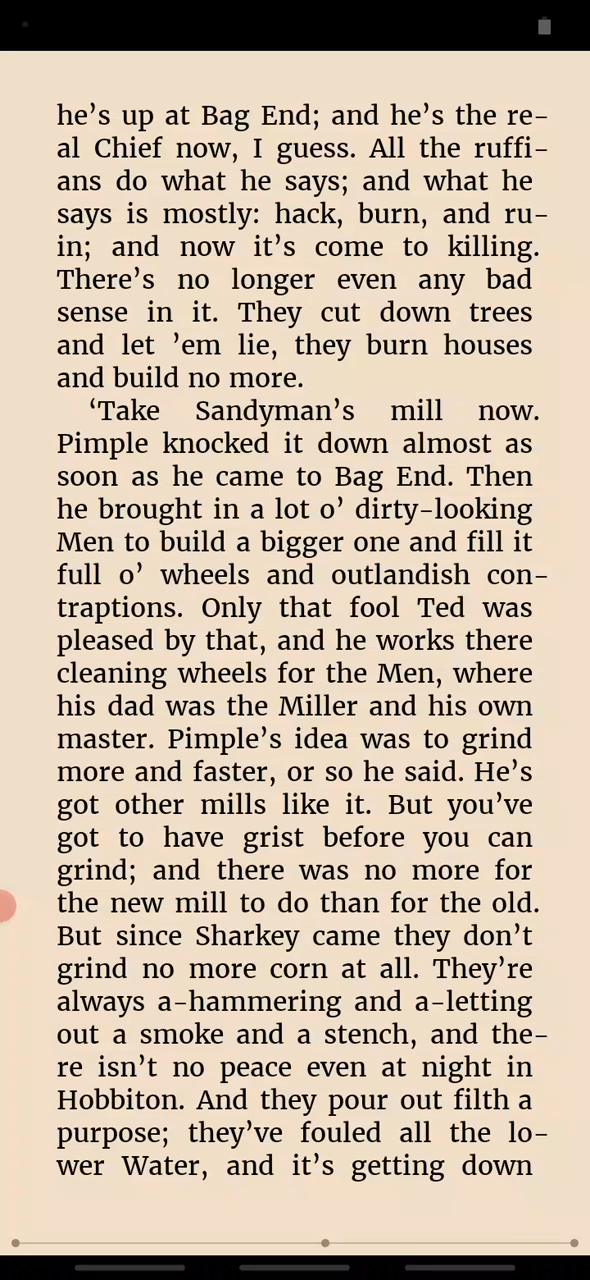 he’s up at Bag End; and he’s the re-
al Chief now, I guess. All the ruffi-
ans do what he says; and what he
says is mostly: hack, burn, and ru-
in; and now it’s come to killing.
There’s no longer even any bad
sense in it. They cut down trees
and let ’em lie, they burn houses
and build no more.
‘Take Sandyman’s mill now.
Pimple knocked it down almost as
soon as he came to Bag End. Then
he brought in a lot o’ dirty-looking
Men to build a bigger one and fill it
full o’ wheels and outlandish con-
traptions. Only that fool Ted was
pleased by that, and he works there
cleaning wheels for the Men, where
his dad was the Miller and his own
master. Pimple’s idea was to grind
more and faster, or so he said. He’s
got other mills like it. But you’ve
got to have grist before you can
grind; and there was no more for
the new mill to do than for the old.
But since Sharkey came they don’t
grind no more corn at all. They’re
always a-hammering and a-letting
out a smoke and a stench, and the-
re isn’t no peace even at night in
Hobbiton. And they pour out filth a
purpose; they’ve fouled all the lo-
wer Water, and it’s getting down